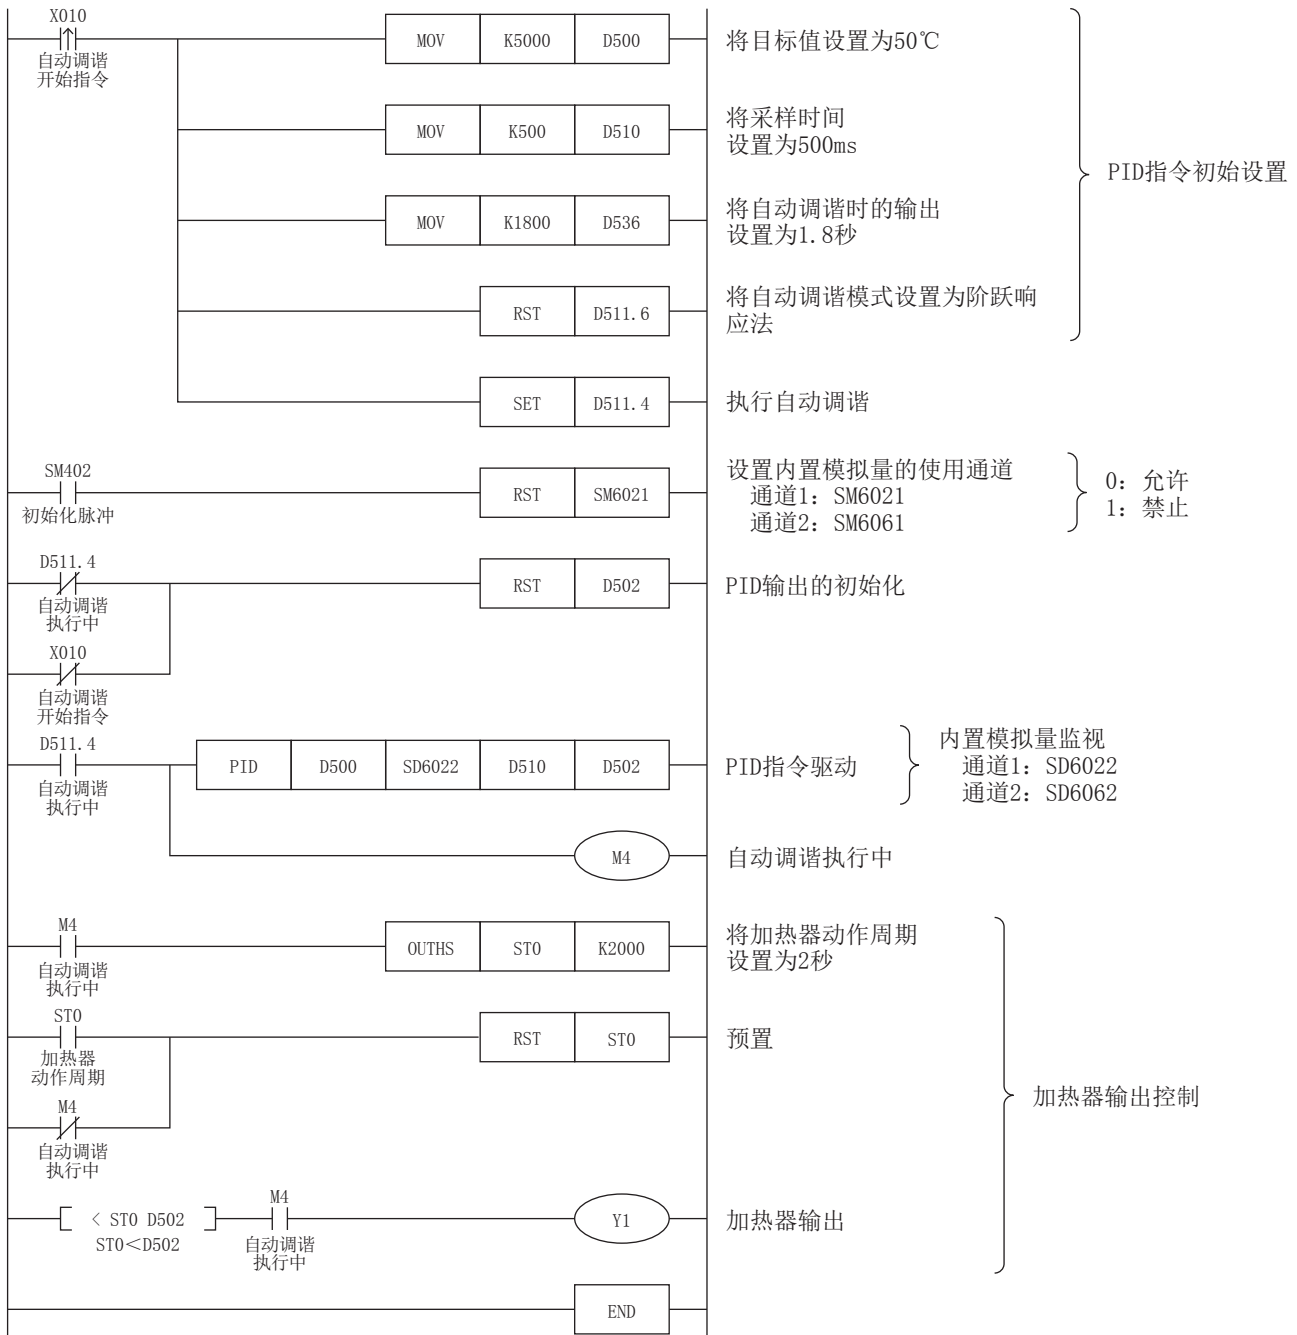 X010
自动调谐
开始指令
MOV K5000 D500
将目标值设置为50℃
MOV K500 D510
将采样时间
设置为500ms
MOV K1800 D536
将自动调谐时的输出
设置为1.8秒
RST D511.6
将自动调谐模式设置为阶跃响
应法
PID指令初始设置
SET D511.4
执行自动调谐
SM402
初始化脉冲
RST SM6021
设置内置模拟量的使用通道
通道1：SM6021
通道2：SM6061
0：允许
1：禁止
D511.4
自动调谐
执行中
RST D502
PID输出的初始化
X010
自动调谐
开始指令
D511.4
自动调谐
执行中
PID D500 SD6022 D510 D502
PID指令驱动
内置模拟量监视
通道1：SD6022
通道2：SD6062
M4
自动调谐执行中
M4
自动调谐
执行中
OUTHS ST0 K2000
将加热器动作周期
设置为2秒
ST0
加热器
动作周期
RST ST0
预置
M4
自动调谐
执行中
加热器输出控制
< ST0 D502
ST0＜D502
M4
自动调谐
执行中
Y1
加热器输出
END